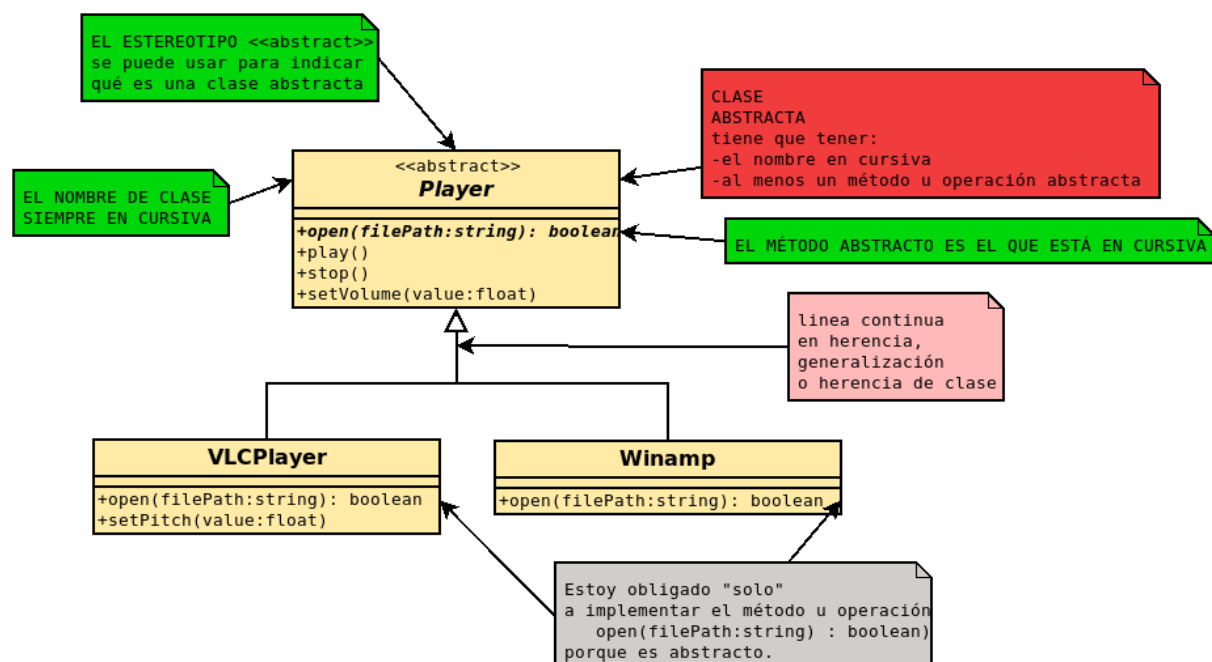 EL ESTEREOTIPO <<abstract>>
se puede usar para indicar
qué es una clase abstracta
CLASE
ABSTRACTA
tiene que tener:
-el nombre en cursiva
-al menos un método u operación abstracta
EL NOMBRE DE CLASE
SIEMPRE EN CURSIVA
<<abstract>>
Player
+open(filePath:string): boolean
+play()
+stop()
+setVolume(value:float)
EL MÉTODO ABSTRACTO ES EL QUE ESTÁ EN CURSIVA
linea continua
en herencia,
generalización
o herencia de clase
VLCPlayer
+open(filePath:string): boolean
+setPitch(value:float)
Winamp
+open(filePath:string): boolean
Estoy obligado "solo"
a implementar el método u operación
open(filePath:string) : boolean)
porque es abstracto.